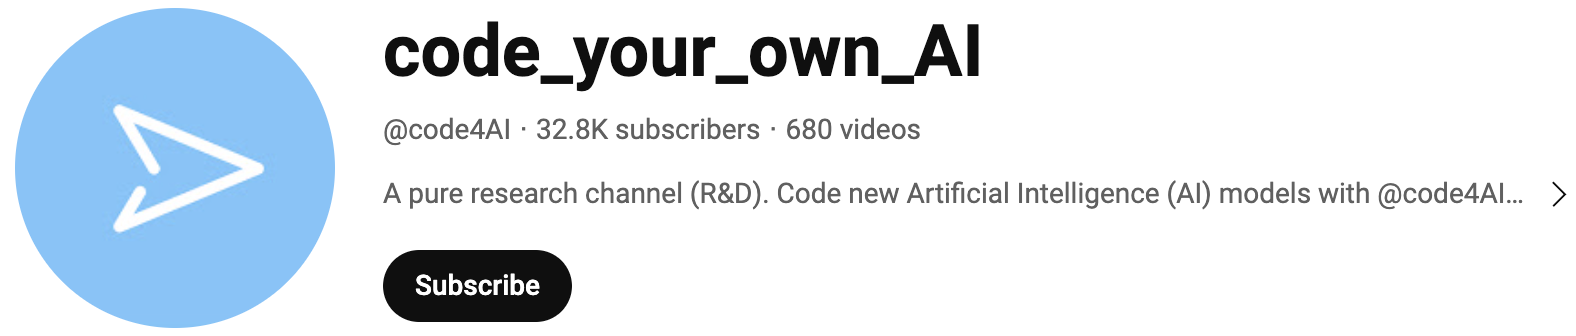 code_your_own_AI
@code4AI · 32.8K subscribers · 680 videos
A pure research channel (R&D). Code new Artificial Intelligence (AI) models with @code4AI...
Subscribe